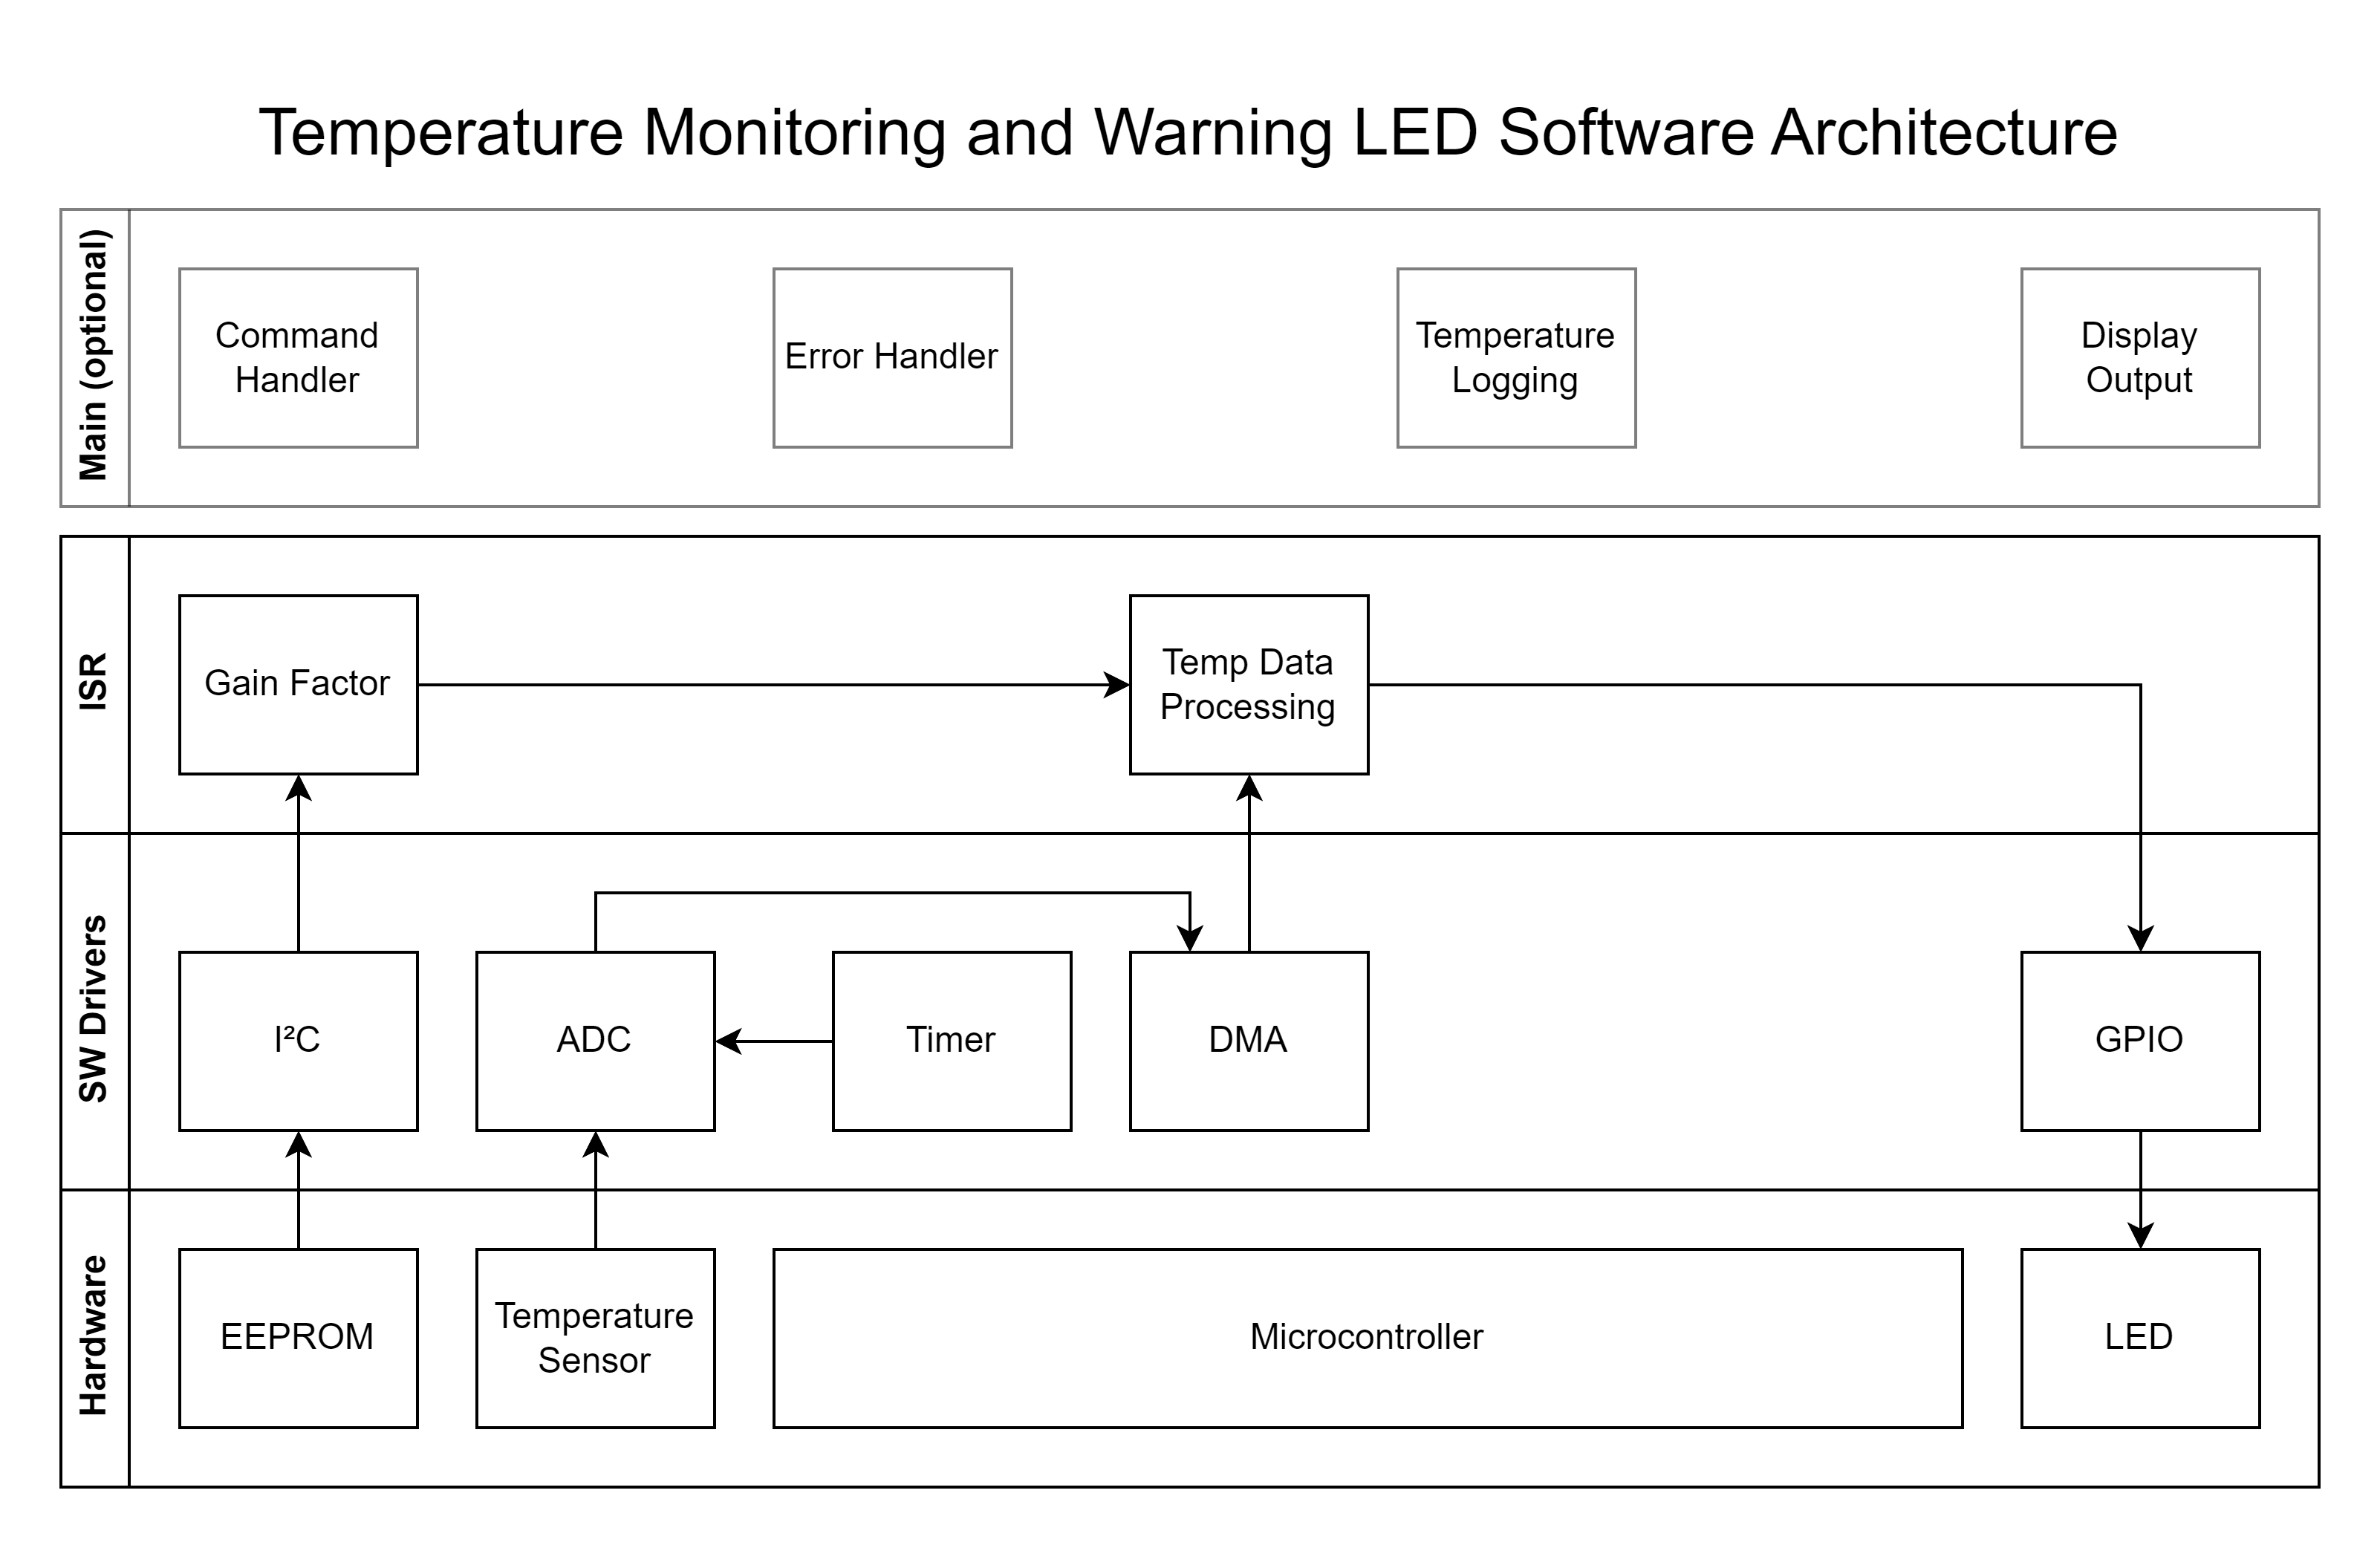 Temperature Monitoring and Warning LED Software Architecture
Main (optional)
Command
Handler
Error Handler
Temperature
Logging
Display
Output
ISR
Gain Factor
Temp Data
Processing
SW Drivers
I²C
ADC
Timer
DMA
GPIO
Hardware
EEPROM
Temperature
Sensor
Microcontroller
LED